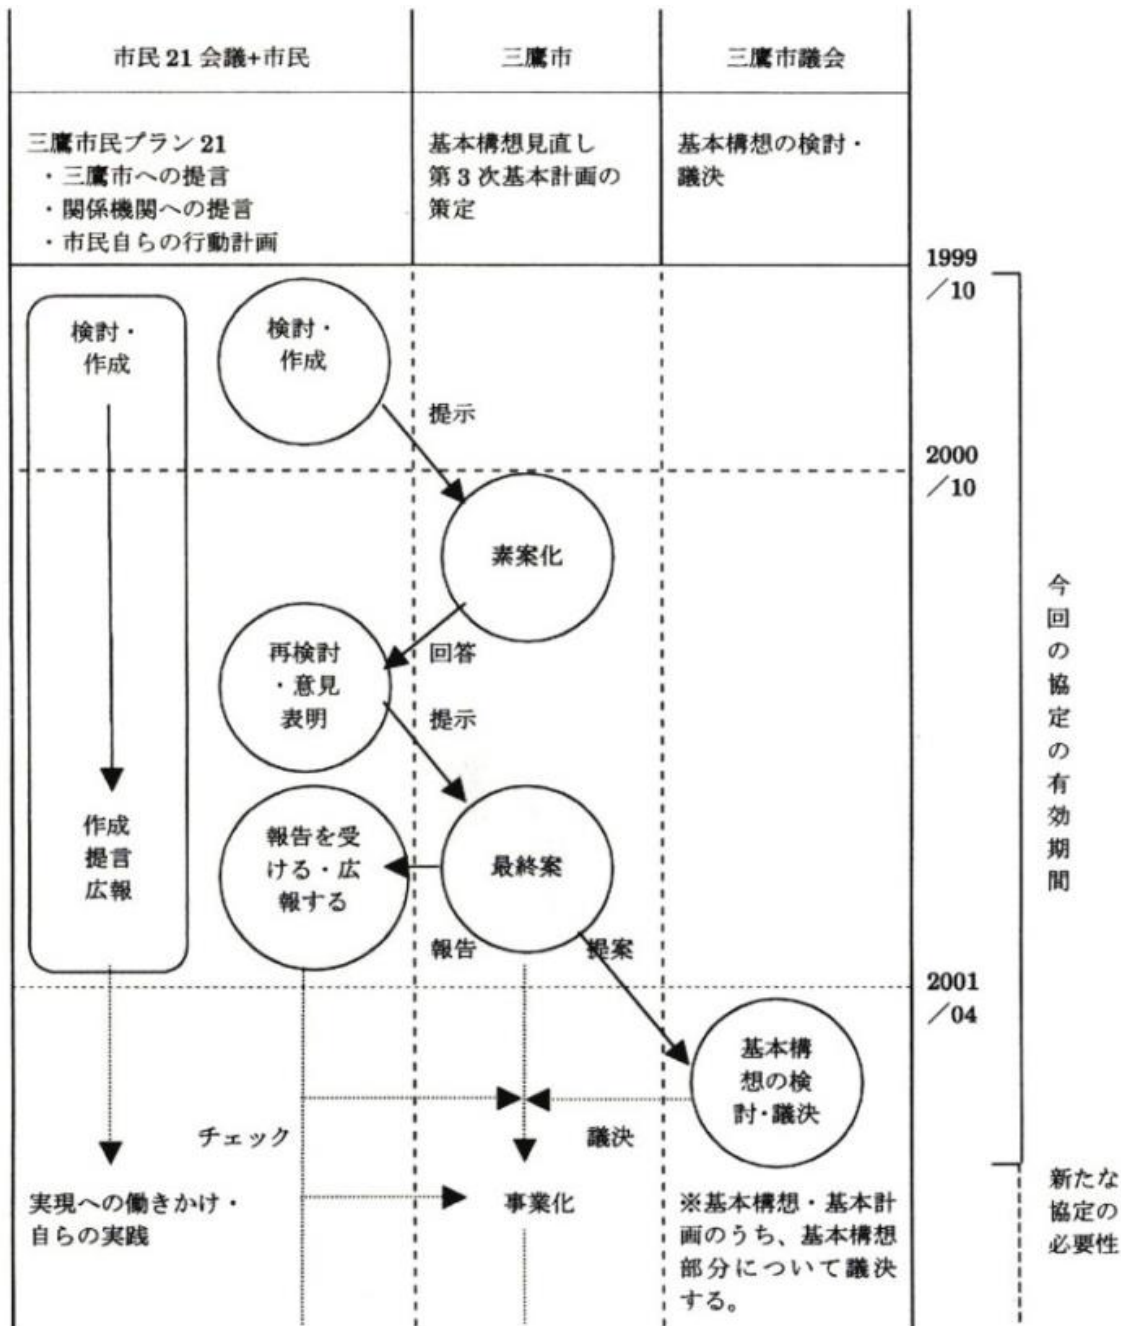 市民 21 会議+市民
三鷹市
三鷹市議会
三鷹市民プラン 21
・三鷹市への提言
・関係機関への提言
・市民自らの行動計画
基本構想見直し
第 3 次基本計画の
策定
基本構想の検討・
議決
1999
／10
検討・
作成
検討・
作成
提示
2000
／10
素案化
再検討
・意見
表明
回答
提示
作成
提言
広報
報告を受
ける・広
報する
最終案
報告
提案
今回の協定の有効期間
2001
／04
基本構
想の検
討・議決
チェック
議決
実現への働きかけ・
自らの実践
事業化
※基本構想・基本計
画のうち、基本構想
部分について議決
する。
新たな
協定の
必要性